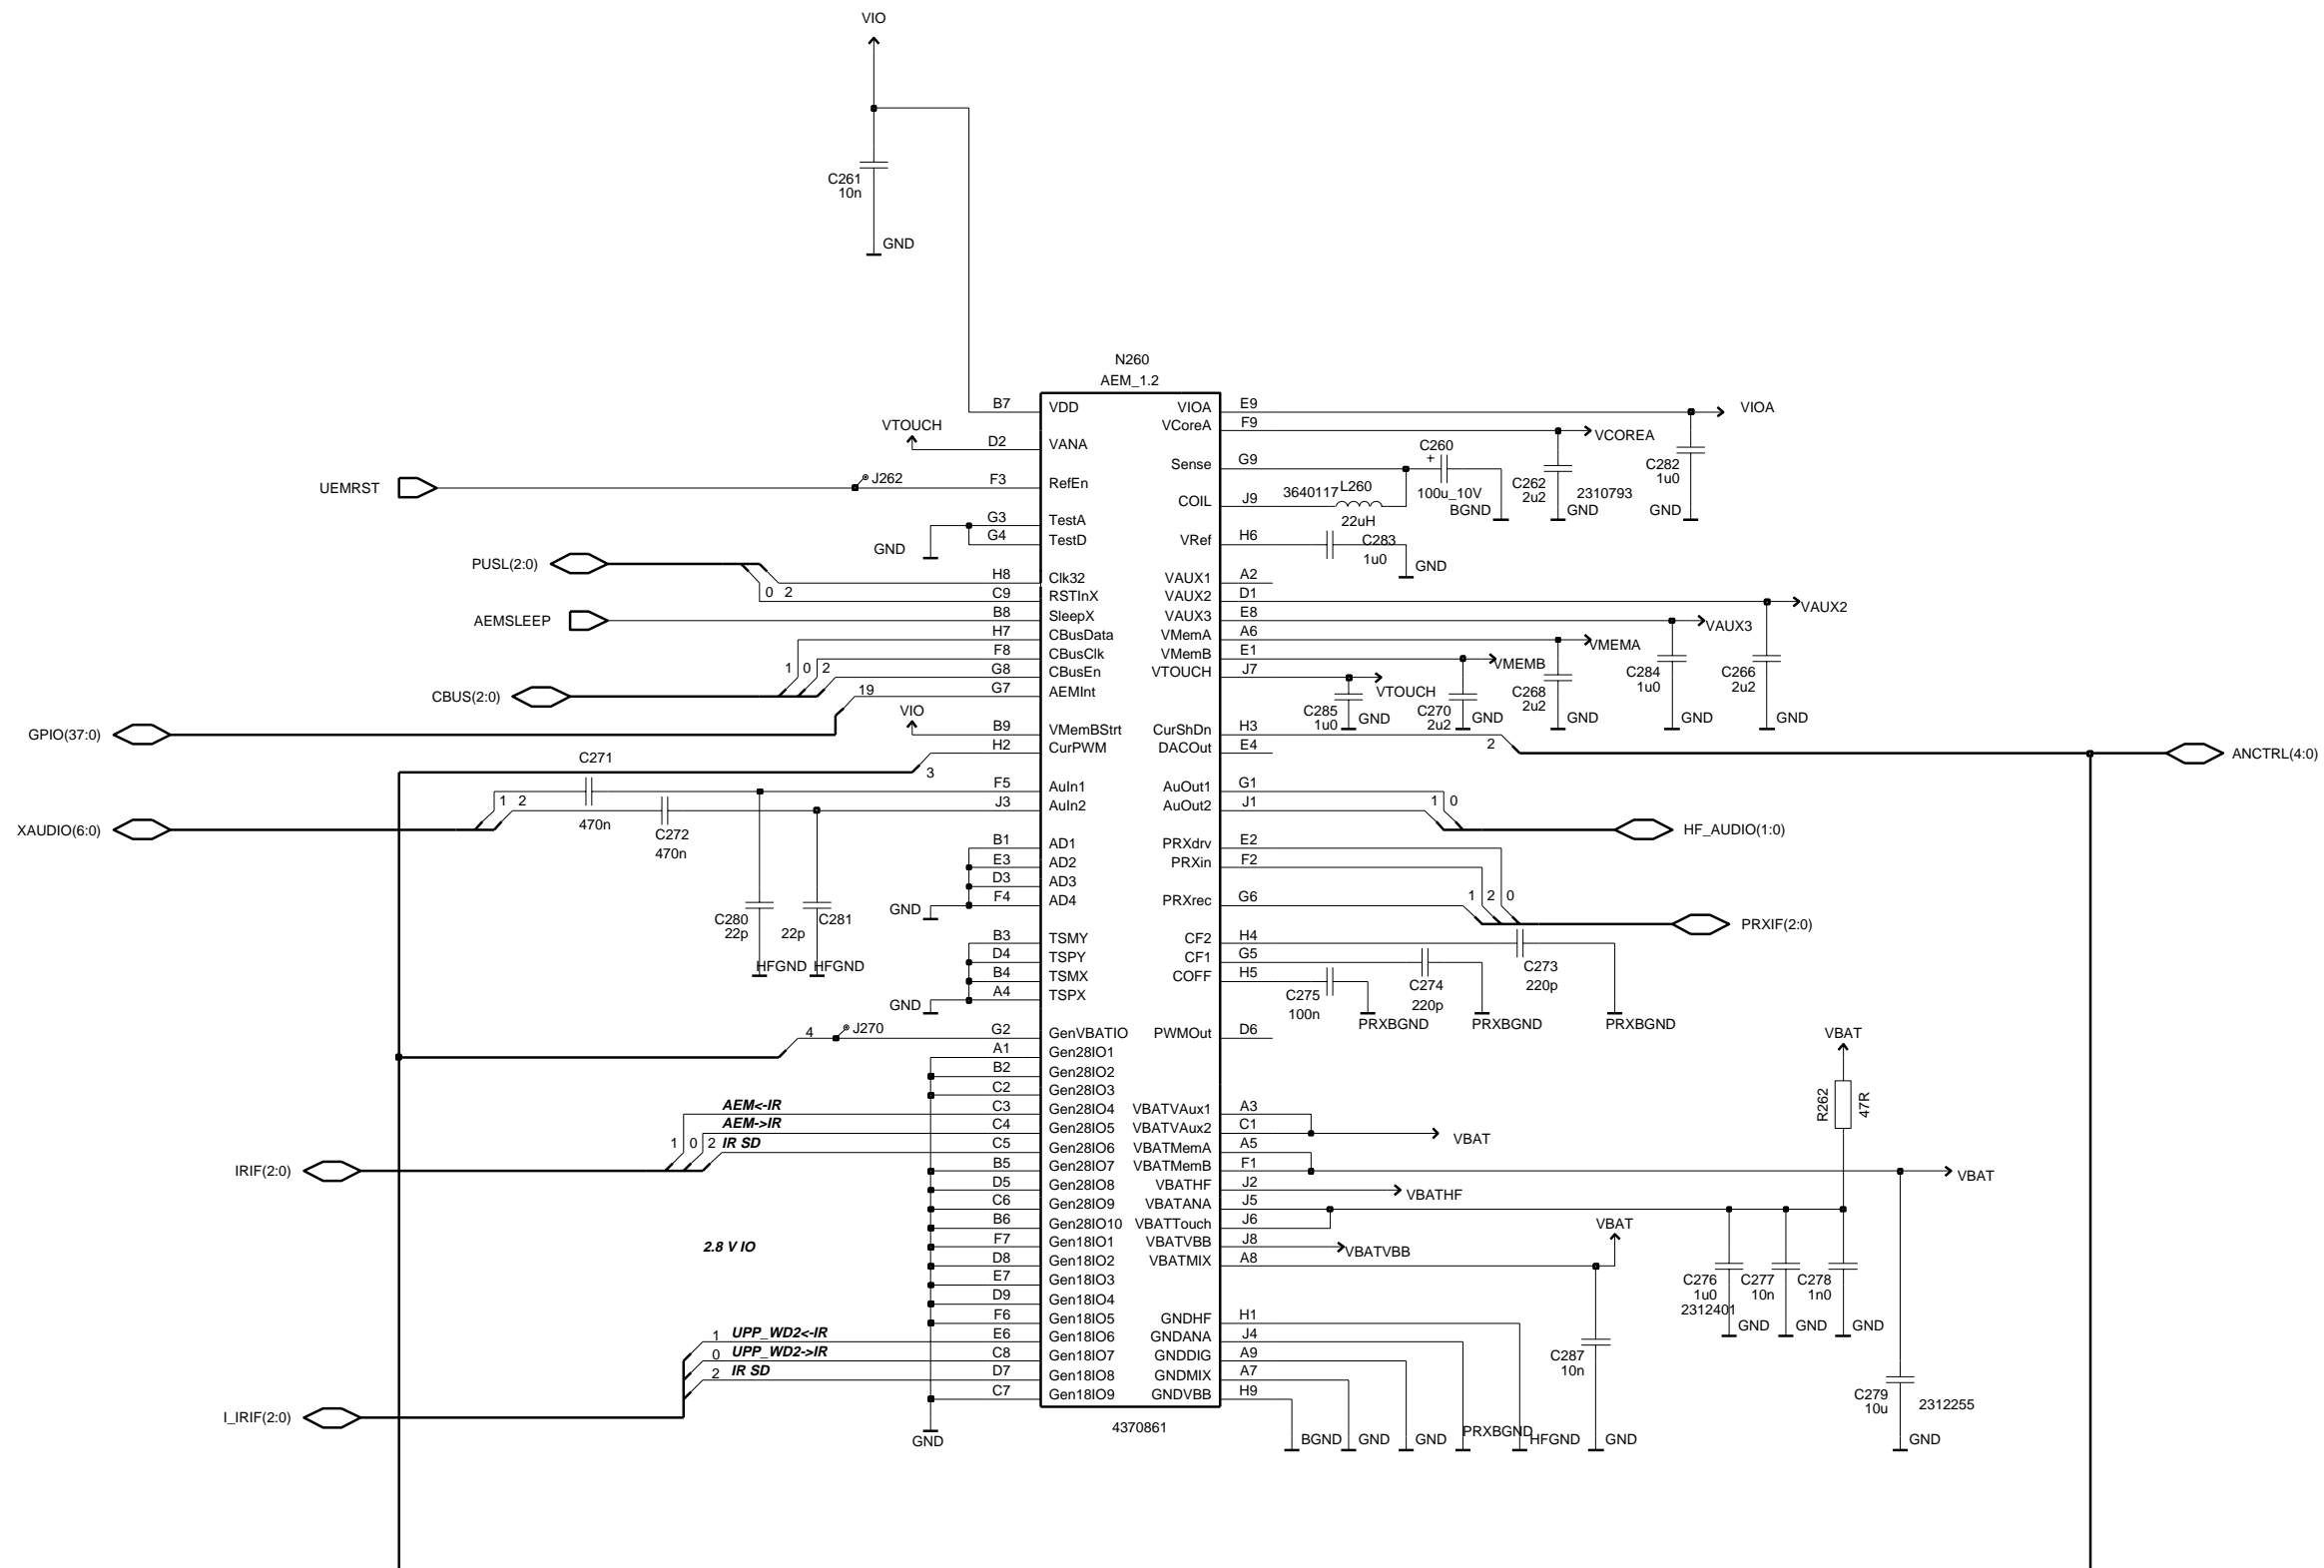 VIO
C261
10n
GND
N260
AEM_1.2
B7 VDD VIOA E9 VIOA
VCoreA F9 VCOREA
VTOUCH
D2 VANA
C260
+
100u_10V
BGND
C262
2u2
2310793
GND
C282
1u0
GND
Sense G9
UEMRST J262 F3 RefEn
COIL J9 3640117 L260
22uH
G3 TestA
G4 TestD
GND
VRef H6 C283
1u0
GND
PUSL(2:0)
H8 Clk32 VAUX1 A2
0 2 C9 RSTInX VAUX2 D1 VAUX2
AEMSLEEP B8 SleepX VAUX3 E8 VAUX3
H7 CBusData VMemA A6 VMEMA
F8 CBusClk VMemB E1 VMEMB
1 0 2 G8 CBusEn VTOUCH J7 VTOUCH
CBUS(2:0) 19 G7 AEMInt
C285
1u0
GND
C270
2u2
GND
C268
2u2
GND
C284
1u0
GND
C266
2u2
GND
GPIO(37:0)
VIO
B9 VMemBStrt CurShDn H3 2
H2 CurPWM DACOut E4 ANCTRL(4:0)
3
C271
470n
F5 AuIn1 AuOut1 G1
1 2 J3 AuIn2 AuOut2 J1 1 0
XAUDIO(6:0) C272
470n
HF_AUDIO(1:0)
B1 AD1 PRXdrv E2
E3 AD2 PRXin F2
D3 AD3
F4 AD4 PRXrec G6 1 2 0
GND
PRXIF(2:0)
C280
22p
HFGND
C281
22p
HFGND
B3 TSMY CF2 H4 C273
220p
PRXBGND
D4 TSPY CF1 G5 C274
220p
PRXBGND
B4 TSMX COFF H5 C275
100n
PRXBGND
A4 TSPX
GND
4 J270 G2 GenVBATIO PWMOut D6
A1 Gen28IO1
B2 Gen28IO2
C2 Gen28IO3
VBAT
R262
47R
AEM<-IR C3 Gen28IO4 VBATVAux1 A3
AEM->IR C4 Gen28IO5 VBATVAux2 C1 VBAT
1 0 2 IR SD C5 Gen28IO6 VBATMemA A5
IRIF(2:0) B5 Gen28IO7 VBATMemB F1 VBAT
D5 Gen28IO8 VBATHF J2 VBATHF
C6 Gen28IO9 VBATANA J5
B6 Gen28IO10 VBATTouch J6
2.8 V IO F7 Gen18IO1 VBATVBB J8 VBATVBB
D8 Gen18IO2 VBATMIX A8 VBAT
E7 Gen18IO3
D9 Gen18IO4
C276
1u0
2312401
GND
C277
10n
GND
C278
1n0
GND
F6 Gen18IO5 GNDHF H1
1 UPP_WD2<-IR E6 Gen18IO6 GNDANA J4
0 UPP_WD2->IR C8 Gen18IO7 GNDDIG A9
2 IR SD D7 Gen18IO8 GNDMIX A7
C7 Gen18IO9 GNDVBB H9
C287
10n
GND
C279
10u
2312255
GND
I_IRIF(2:0)
GND
4370861
BGND GND GND PRXBGND HFGND